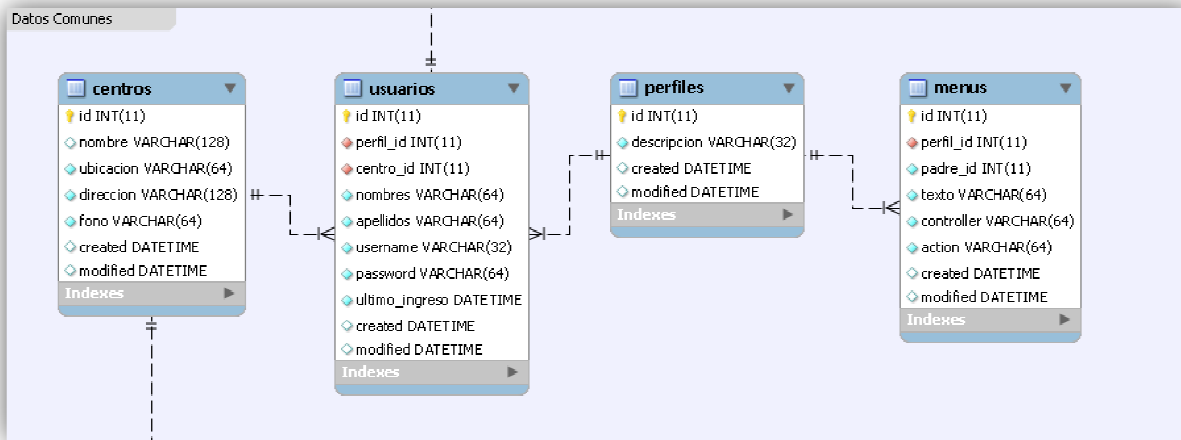 Datos Comunes
centros
id INT(11)
nombre VARCHAR(128)
ubicacion VARCHAR(64)
direccion VARCHAR(128)
fono VARCHAR(64)
created DATETIME
modified DATETIME
Indexes
usuarios
id INT(11)
perfil_id INT(11)
centro_id INT(11)
nombres VARCHAR(64)
apellidos VARCHAR(64)
username VARCHAR(32)
password VARCHAR(64)
ultimo_ingreso DATETIME
created DATETIME
modified DATETIME
Indexes
perfiles
id INT(11)
descripcion VARCHAR(32)
created DATETIME
modified DATETIME
Indexes
menus
id INT(11)
perfil_id INT(11)
padre_id INT(11)
texto VARCHAR(64)
controller VARCHAR(64)
action VARCHAR(64)
created DATETIME
modified DATETIME
Indexes